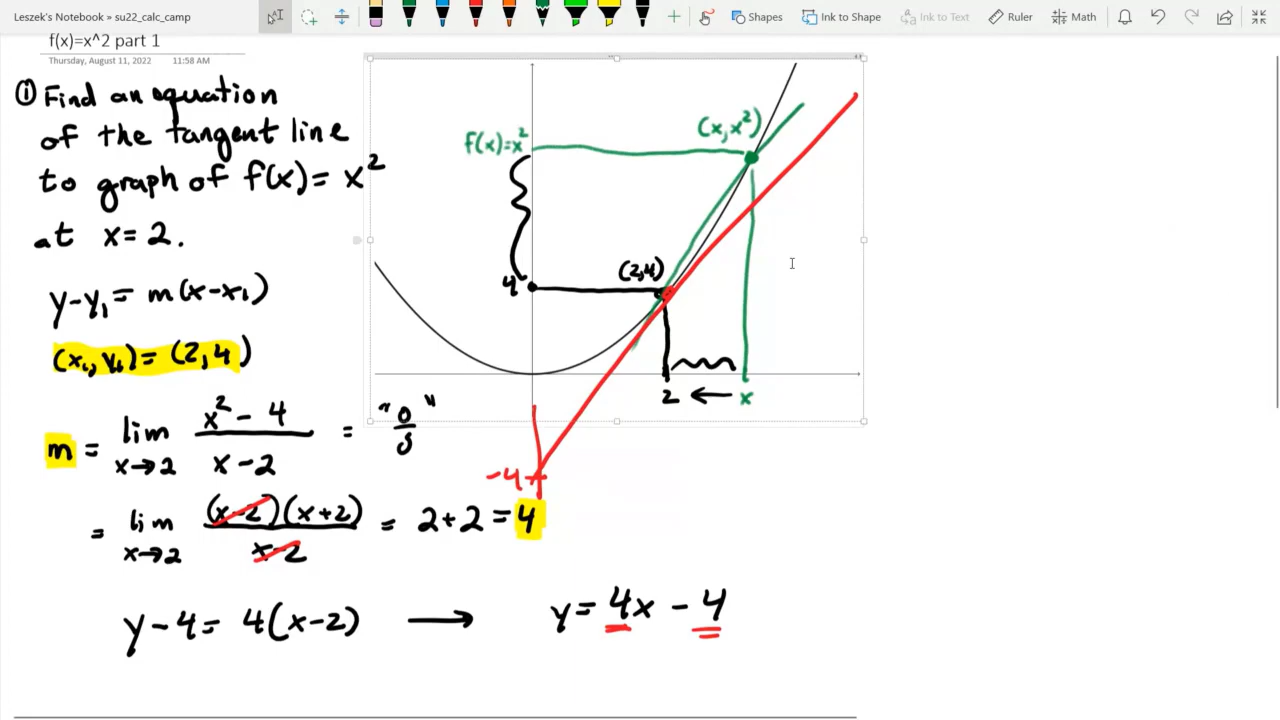 Leszek's Notebook » su22_calc_camp
Shapes
Ink to Shape
Ink to Text
Ruler
Math
f(x)=x^2 part 1
Thursday, August 11, 2022 11:58 AM
① Find an equation
of the tangent line
to graph of f(x) = x²
at x = 2.
y - y₁ = m(x - x₁)
(x₁, y₁) = (2, 4)
m = lim x→2 (x² - 4)/(x - 2) = "0/0"
= lim x→2 (x-2)(x+2)/(x-2) = 2+2 = 4
y - 4 = 4(x - 2) → y = 4x - 4
f(x)=x²
(x, x²)
(2,4)
4
2 ← x
-4